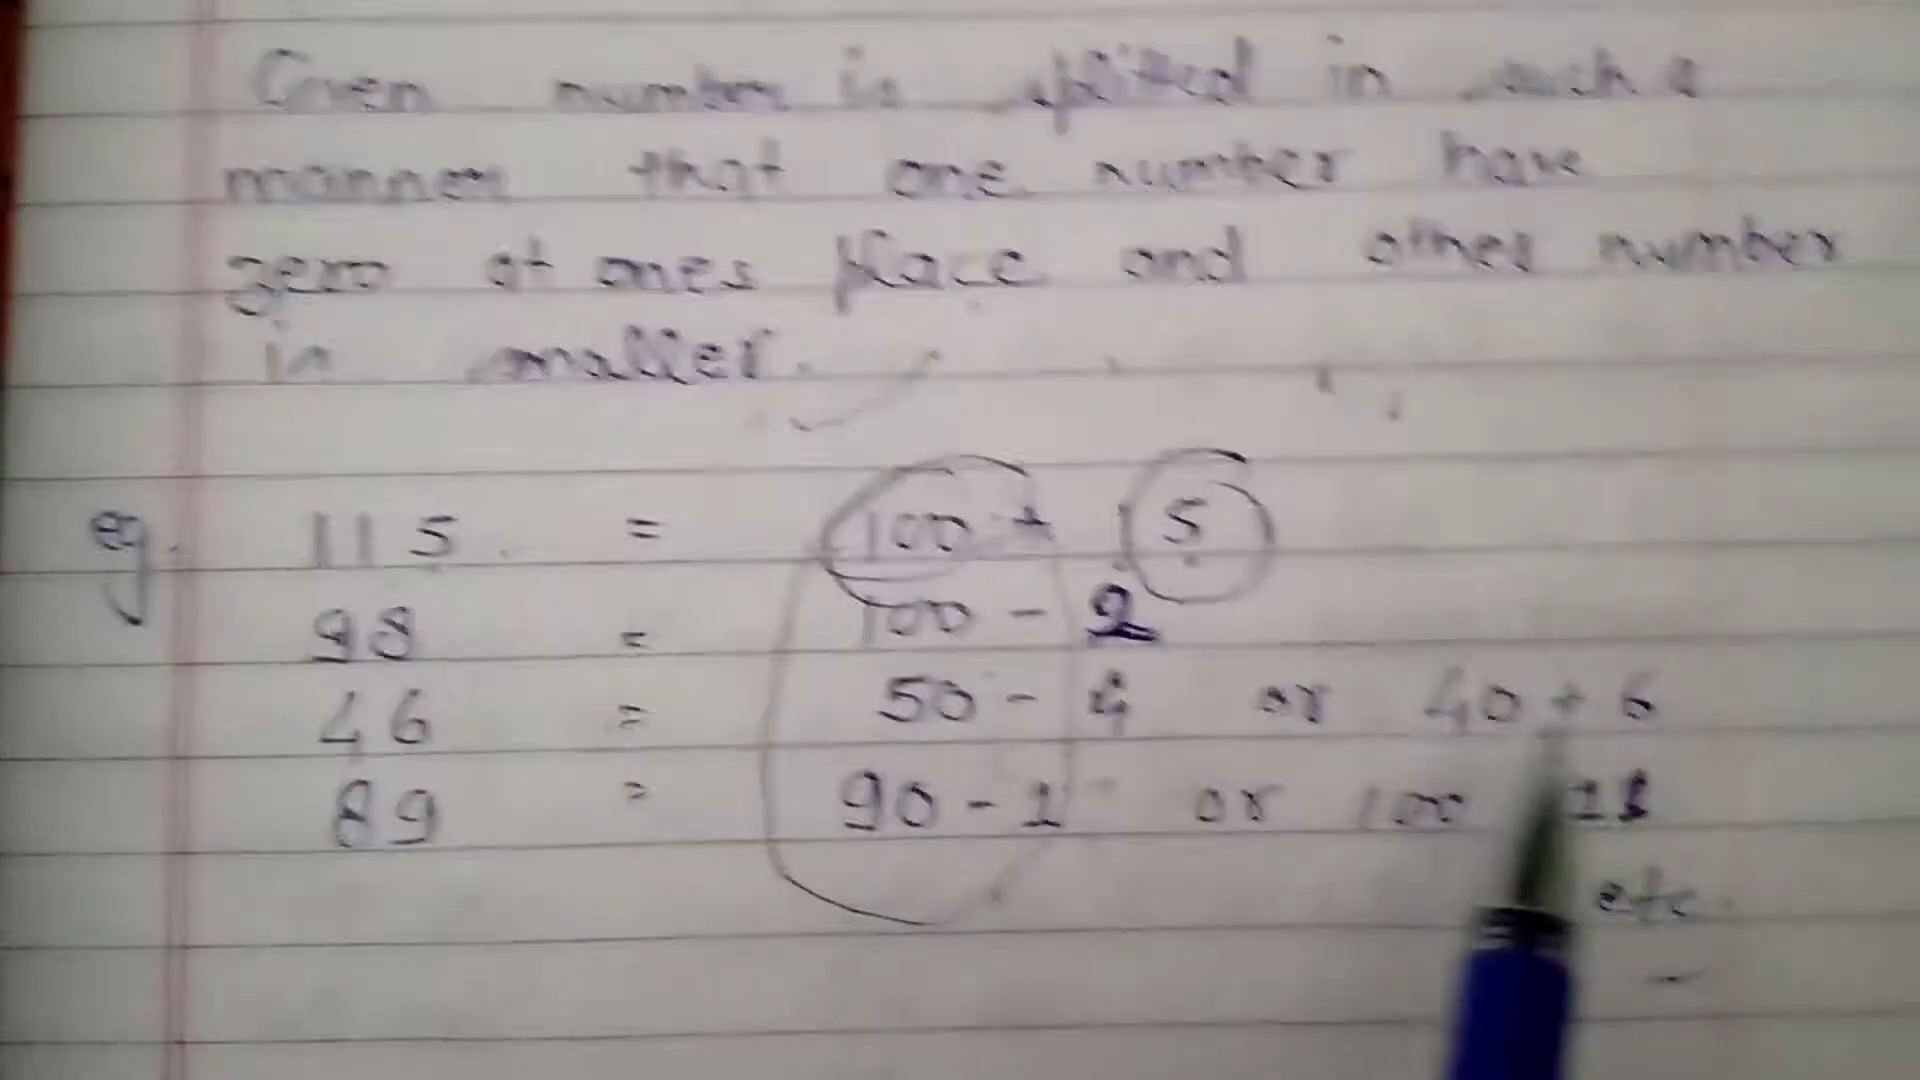 Given number is splitted in such a
manner that one number have
zero at ones place and other number
is smaller.
eg. 115 = 100 + 5
98 = 100 - 2
46 = 50 - 4 or 40 + 6
89 = 90 - 1 or 100 11
etc.